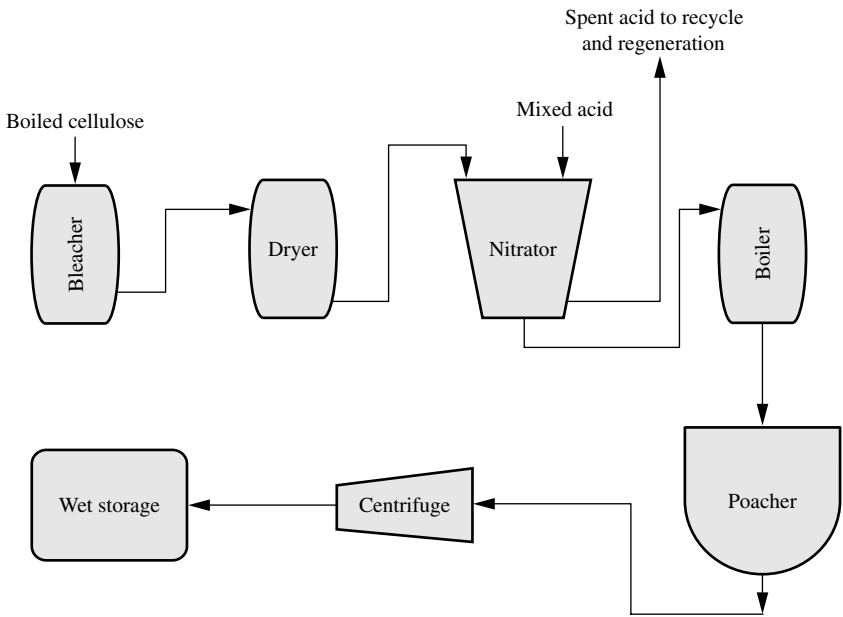 Spent acid to recycle
and regeneration
Mixed acid
Boiled cellulose
Bleacher
Dryer
Nitrator
Boiler
Wet storage
Centrifuge
Poacher